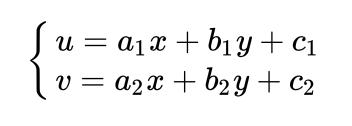 u = a₁x + b₁y + c₁
v = a₂x + b₂y + c₂